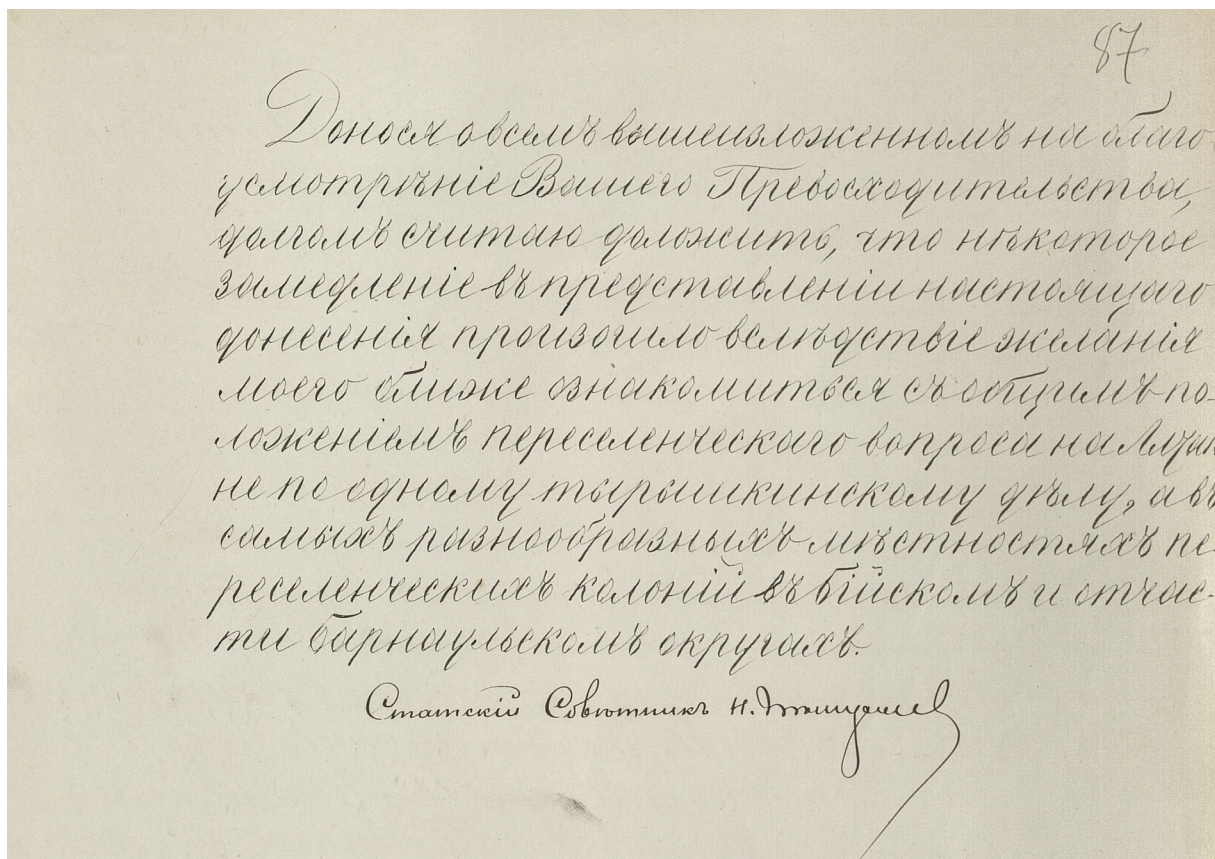 87
Донося о всемъ вышеизложенномъ на благо-
усмотрѣніе Вашего Превосходительства,
долгомъ считаю доложить, что нѣкоторое
замедленіе въ представленіи настоящаго
донесенія произошло вслѣдствіе желанія
моего ближе ознакомиться съ общимъ по-
ложеніемъ переселенческаго вопроса на Алтаѣ
не по одному тырышкинскому дѣлу, а въ
самыхъ разнообразныхъ мѣстностяхъ пе-
реселенческихъ колоній въ бійскомъ и отчас-
ти барнаульскомъ округахъ.
Статскій Совѣтникъ Н.